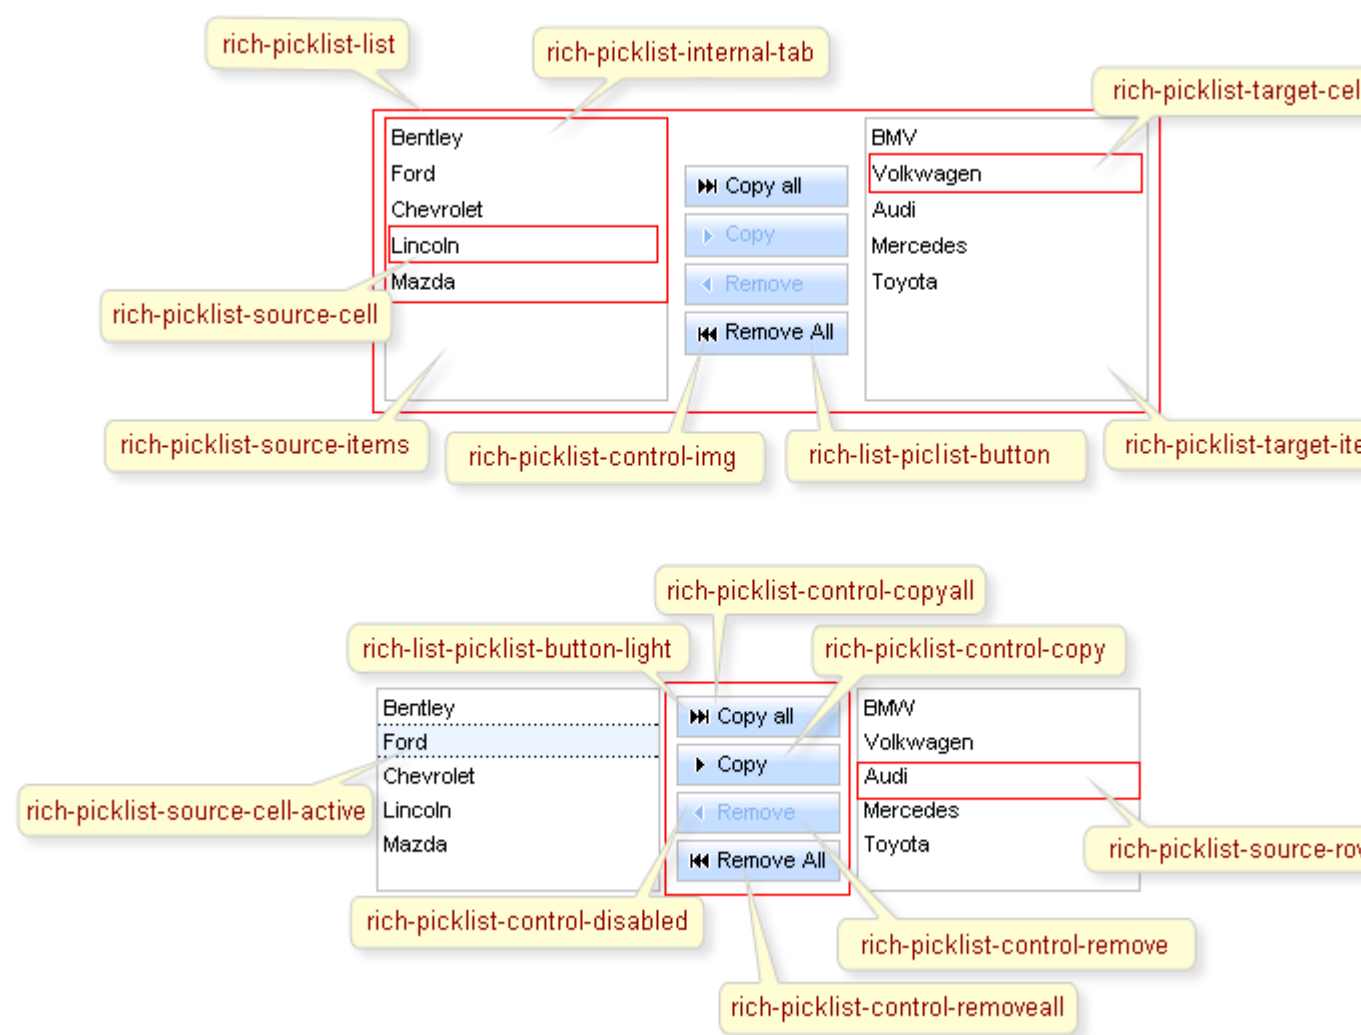 rich-picklist-list
rich-picklist-internal-tab
rich-picklist-target-cel
Bentley
Ford
Chevrolet
Lincoln
Mazda
Copy all
Copy
Remove
Remove All
BMV
Volkwagen
Audi
Mercedes
Toyota
rich-picklist-source-cell
rich-picklist-source-items
rich-picklist-control-img
rich-list-piclist-button
rich-picklist-target-ite
rich-picklist-control-copyall
rich-list-picklist-button-light
rich-picklist-control-copy
Bentley
Ford
Chevrolet
Lincoln
Mazda
Copy all
Copy
Remove
Remove All
BMW
Volkwagen
Audi
Mercedes
Toyota
rich-picklist-source-cell-active
rich-picklist-source-row
rich-picklist-control-disabled
rich-picklist-control-remove
rich-picklist-control-removeall